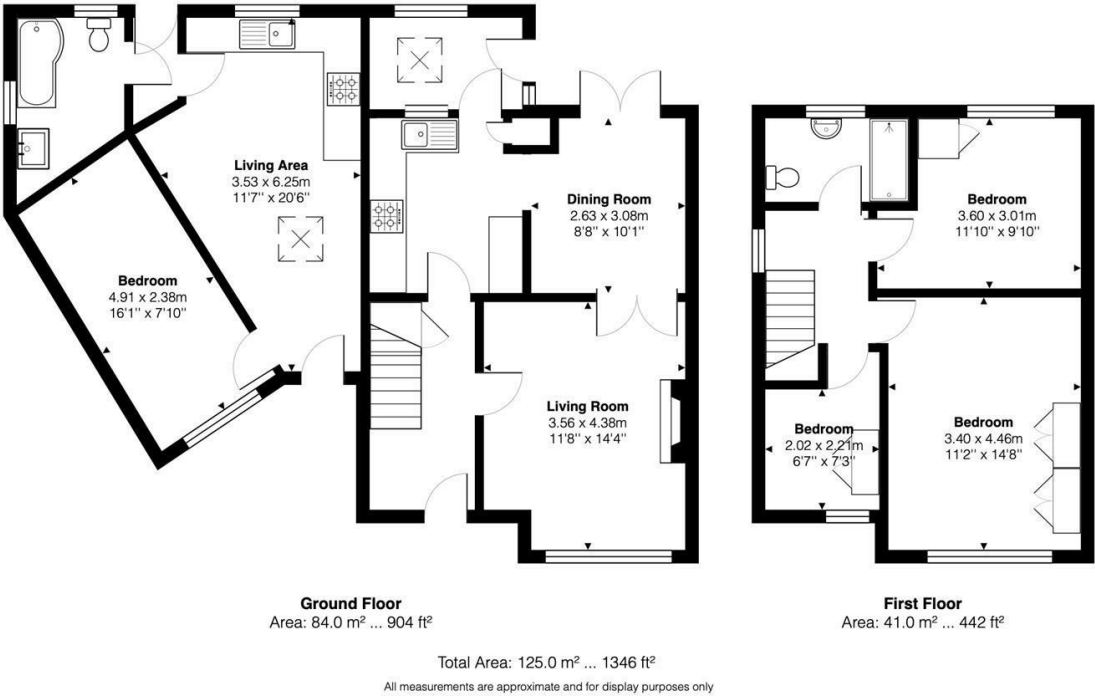 Living Area
3.53 x 6.25m
11'7'' x 20'6''
Bedroom
4.91 x 2.38m
16'1'' x 7'10''
Dining Room
2.63 x 3.08m
8'8'' x 10'1''
Living Room
3.56 x 4.38m
11'8'' x 14'4''
Bedroom
3.60 x 3.01m
11'10'' x 9'10''
Bedroom
3.40 x 4.46m
11'2'' x 14'8''
Bedroom
2.02 x 2.21m
6'7'' x 7'3''
Ground Floor
Area: 84.0 m² ... 904 ft²
First Floor
Area: 41.0 m² ... 442 ft²
Total Area: 125.0 m² ... 1346 ft²
All measurements are approximate and for display purposes only